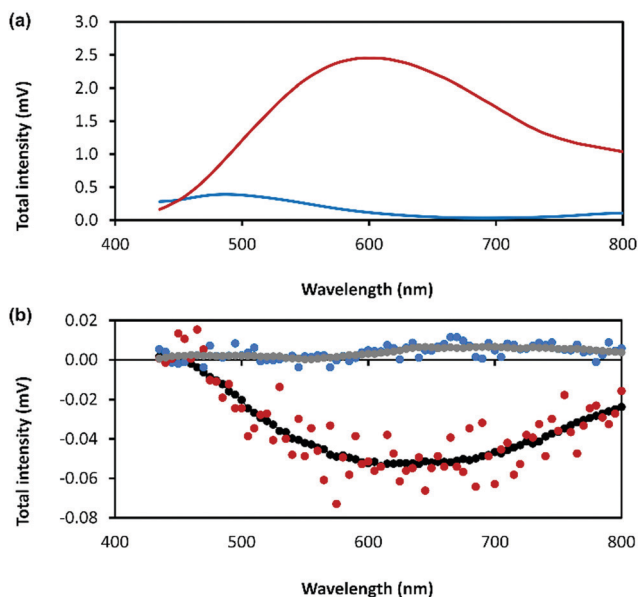 (a)
Total intensity (mV)
3.0
2.5
2.0
1.5
1.0
0.5
0.0
400 500 600 700 800
Wavelength (nm)
(b)
Total intensity (mV)
0.02
0.00
-0.02
-0.04
-0.06
-0.08
400 500 600 700 800
Wavelength (nm)